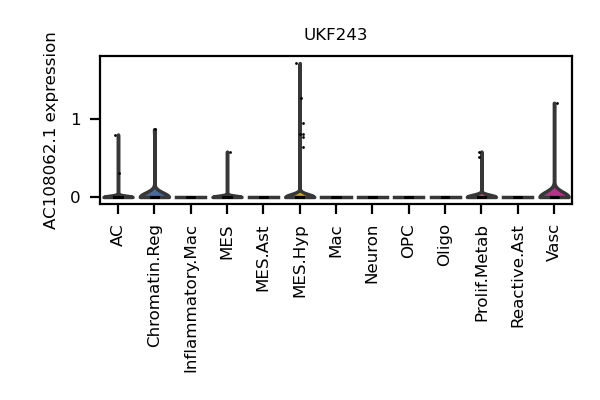 UKF243
AC108062.1 expression
1
0
AC
Chromatin.Reg
Inflammatory.Mac
MES
MES.Ast
MES.Hyp
Mac
Neuron
OPC
Oligo
Prolif.Metab
Reactive.Ast
Vasc